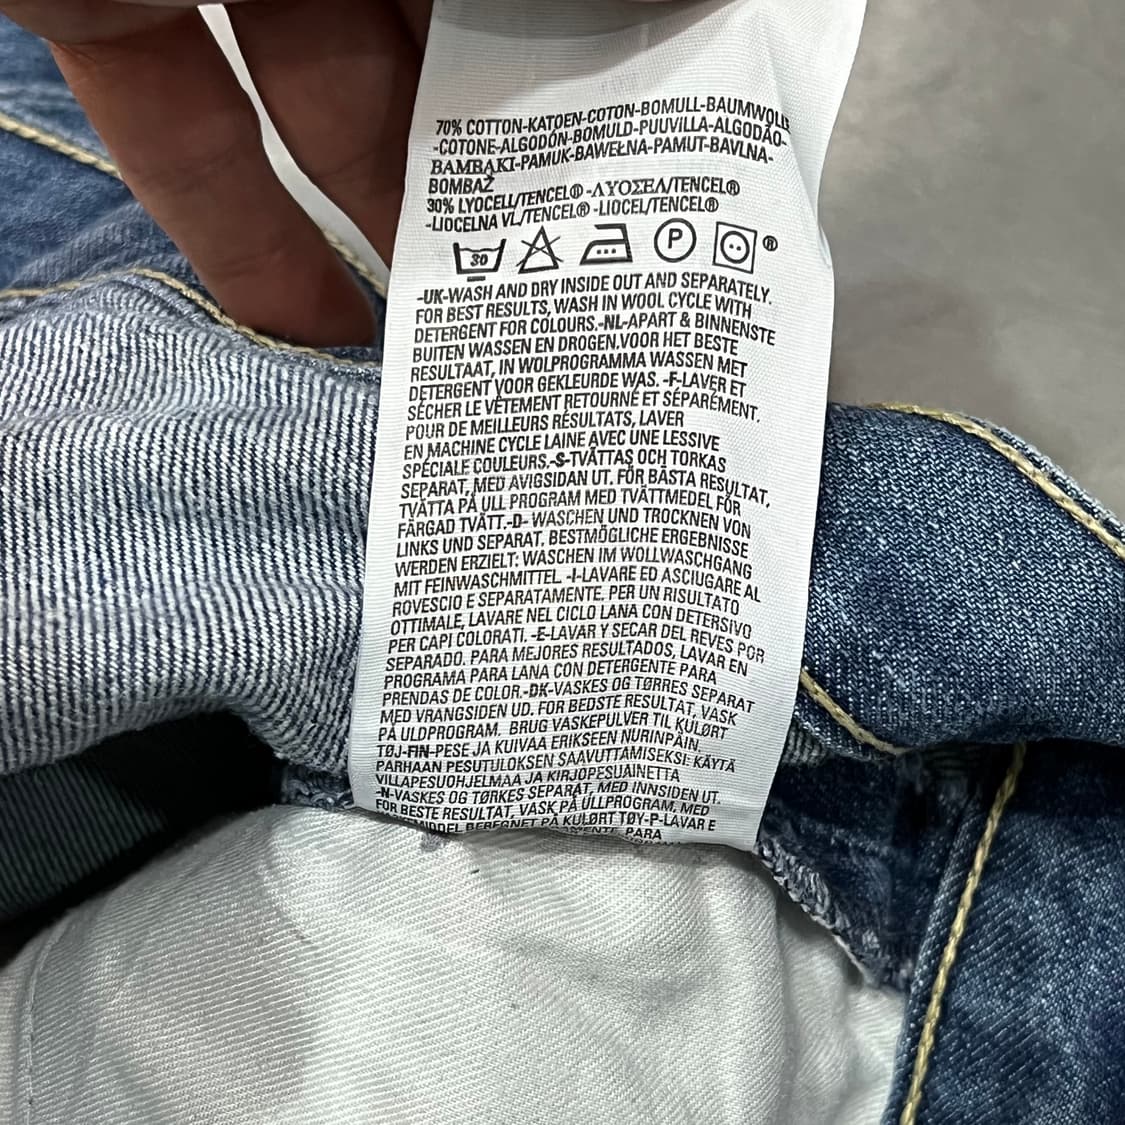 70% COTTON-KATOEN-COTON-BOMULL-BAUMWOLLE
-COTONE-ALGODÓN-BOMULD-PUUVILLA-ALGODÃO-
BAMBAKI-PAMUK-BAWEŁNA-PAMUT-BAVLNA-
BOMBAŽ
30% LYOCELL/TENCEL® -ΛΥΟΣΕΛ/TENCEL®
-LIOCELNA VL/TENCEL® -LIOCEL/TENCEL®
30 P ®
-UK-WASH AND DRY INSIDE OUT AND SEPARATELY.
FOR BEST RESULTS, WASH IN WOOL CYCLE WITH
DETERGENT FOR COLOURS.-NL-APART & BINNENSTE
BUITEN WASSEN EN DROGEN.VOOR HET BESTE
RESULTAAT, IN WOLPROGRAMMA WASSEN MET
DETERGENT VOOR GEKLEURDE WAS. -F-LAVER ET
SÉCHER LE VÊTEMENT RETOURNÉ ET SÉPARÉMENT.
POUR DE MEILLEURS RÉSULTATS, LAVER
EN MACHINE CYCLE LAINE AVEC UNE LESSIVE
SPÉCIALE COULEURS.-S-TVÄTTAS OCH TORKAS
SEPARAT, MED AVIGSIDAN UT. FÖR BÄSTA RESULTAT,
TVÄTTA PÅ ULL PROGRAM MED TVÄTTMEDEL FÖR
FÄRGAD TVÄTT.-D- WASCHEN UND TROCKNEN VON
LINKS UND SEPARAT. BESTMÖGLICHE ERGEBNISSE
WERDEN ERZIELT: WASCHEN IM WOLLWASCHGANG
MIT FEINWASCHMITTEL. -I-LAVARE ED ASCIUGARE AL
ROVESCIO E SEPARATAMENTE. PER UN RISULTATO
OTTIMALE, LAVARE NEL CICLO LANA CON DETERSIVO
PER CAPI COLORATI. -E-LAVAR Y SECAR DEL REVES POR
SEPARADO. PARA MEJORES RESULTADOS, LAVAR EN
PROGRAMA PARA LANA CON DETERGENTE PARA
PRENDAS DE COLOR.-DK-VASKES OG TØRRES SEPARAT
MED VRANGSIDEN UD. FOR BEDSTE RESULTAT, VASK
PÅ ULDPROGRAM. BRUG VASKEPULVER TIL KULØRT
TØJ-FIN-PESE JA KUIVAA ERIKSEEN NURINPÄIN.
PARHAAN PESUTULOKSEN SAAVUTTAMISEKSI: KÄYTÄ
VILLAPESUOHJELMAA JA KIRJOPESUAINETTA
-N-VASKES OG TØRKES SEPARAT, MED INNSIDEN UT.
FOR BESTE RESULTAT, VASK PÅ ULLPROGRAM, MED
BEREGNET PÅ KULØRT TØY-P-LAVAR E
PARA